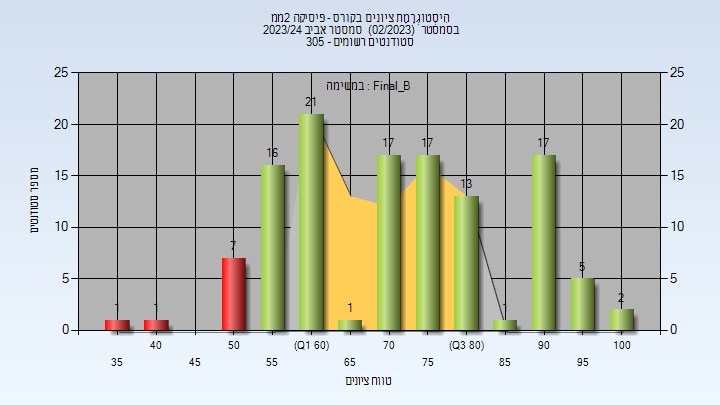 היסטוגרמת ציונים בקורס - פיסיקה 2ממ
בסמסטר (02/2023) סמסטר אביב 2023/24
סטודנטים רשומים - 305
במשימה : Final_B
מספר סטודנטים
25 25
20 20
15 15
10 10
5 5
0 0
1 1 7 16 21 1 17 17 13 1 17 5 2
40 50 (Q1 60) 70 (Q3 80) 90 100
35 45 55 65 75 85 95
טווח ציונים